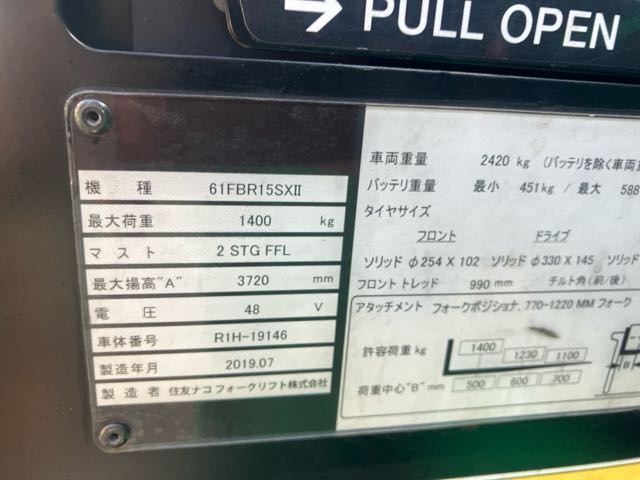 → PULL OPEN
機 種 61FBR15SXII
最大荷重 1400 kg
マスト 2 STG FFL
最大揚高"A" 3720 mm
電 圧 48 V
車体番号 R1H-19146
製造年月 2019.07
製 造 者 住友ナコ フォークリフト株式会社
車両重量 2420 kg (バッテリを除く車両重
バッテリ重量 最小 451kg / 最大 588
タイヤサイズ
フロント ドライブ
ソリッド φ254 X 102 ソリッド φ330 X 145 ソリッド
フロント トレッド 990 mm チルト角 (前/後)
アタッチメント フォークポジショナ, 770-1220 MM フォーク
許容荷重 kg 1400 1230 1100
荷重中心"B" mm 500 600 700